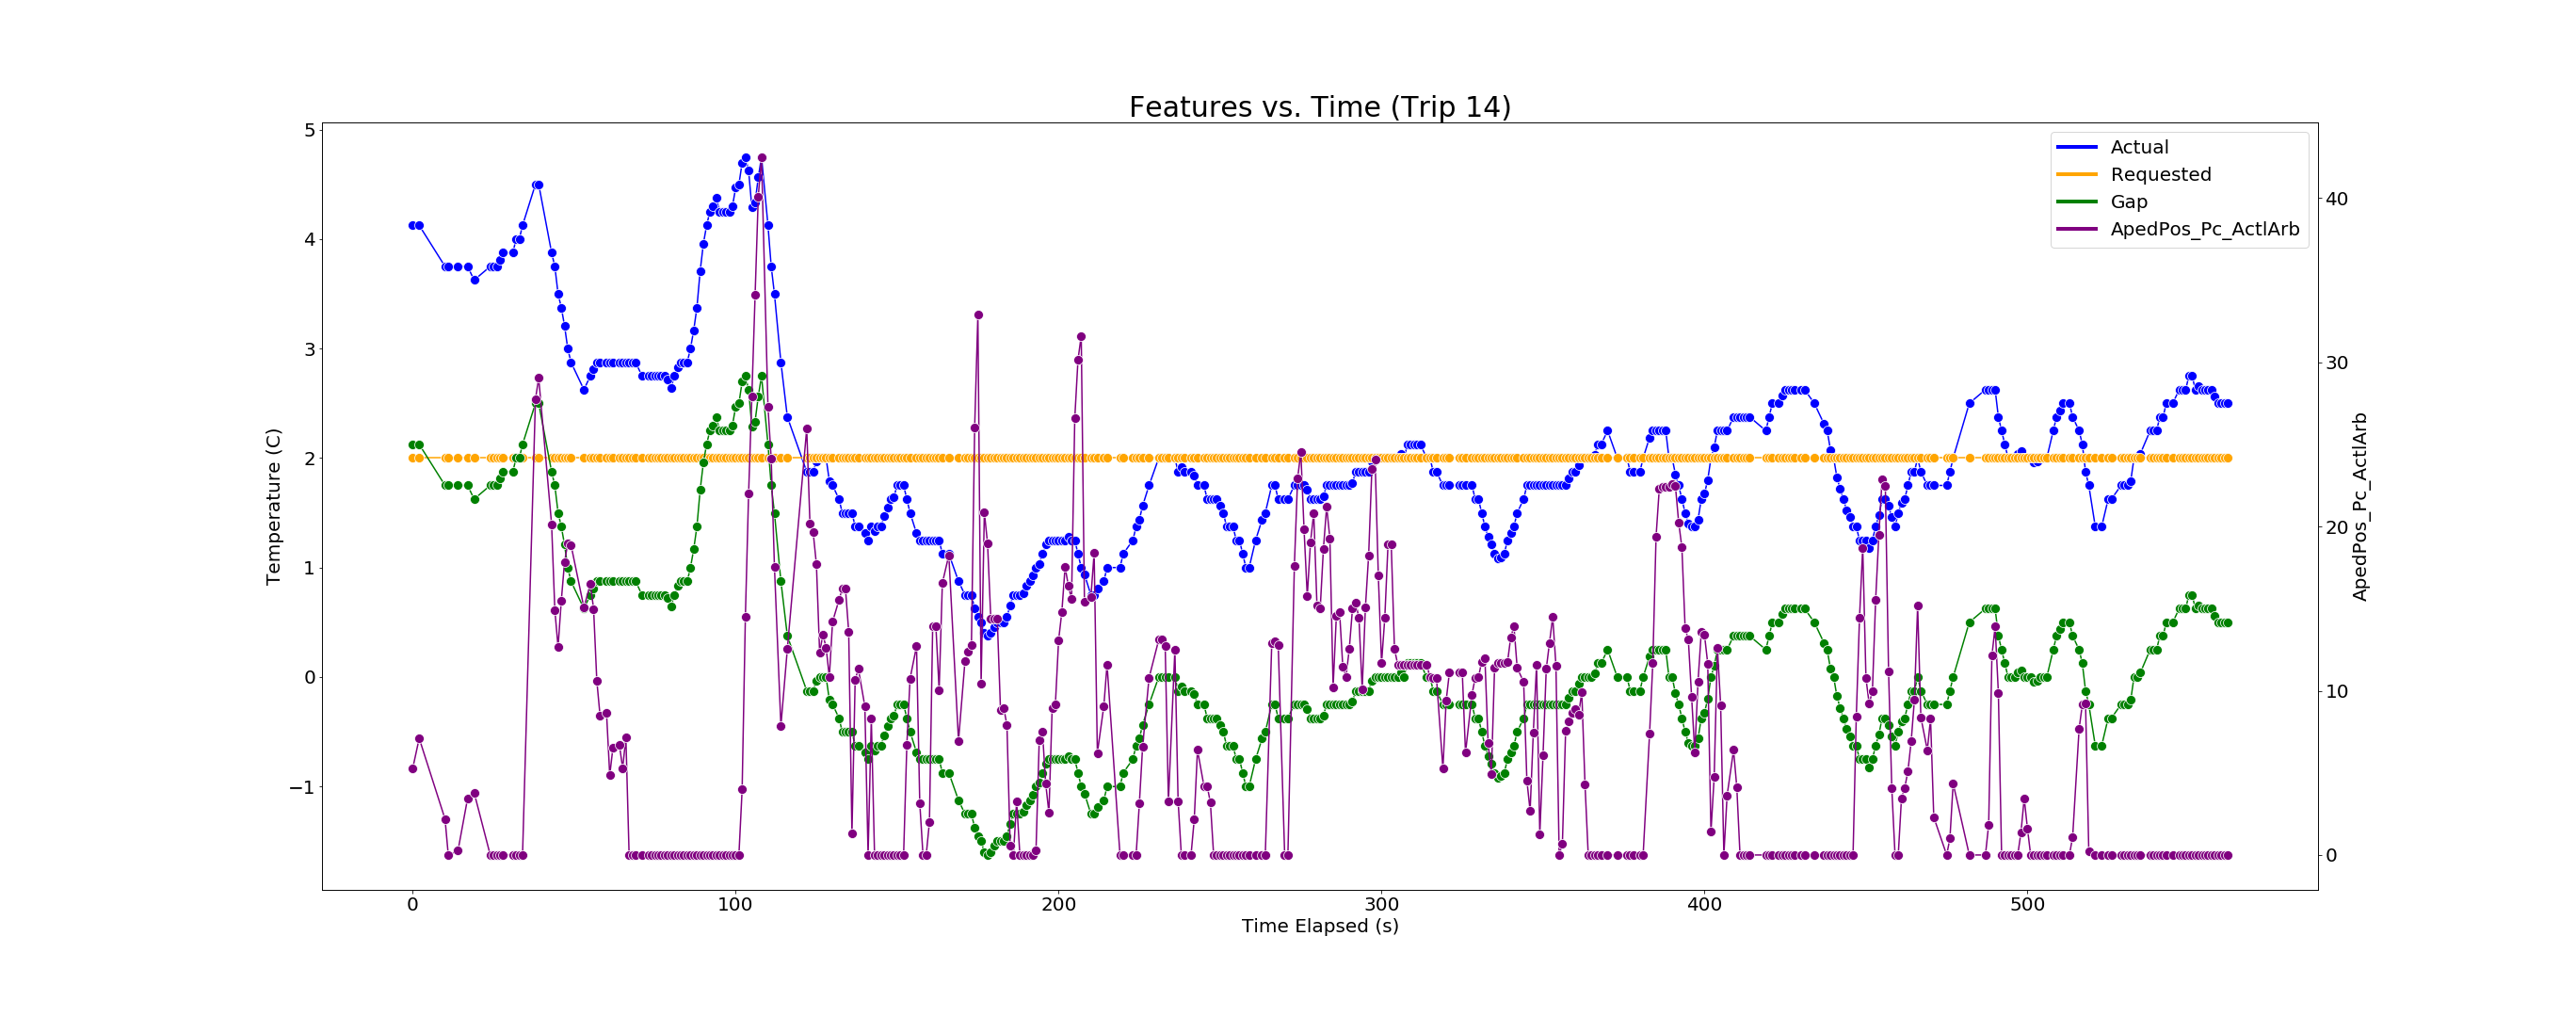 Features vs. Time (Trip 14)
5
4
3
2
1
0
−1
Temperature (C)
40
30
20
10
0
ApedPos_Pc_ActlArb
Actual
Requested
Gap
ApedPos_Pc_ActlArb
0 100 200 300 400 500
Time Elapsed (s)